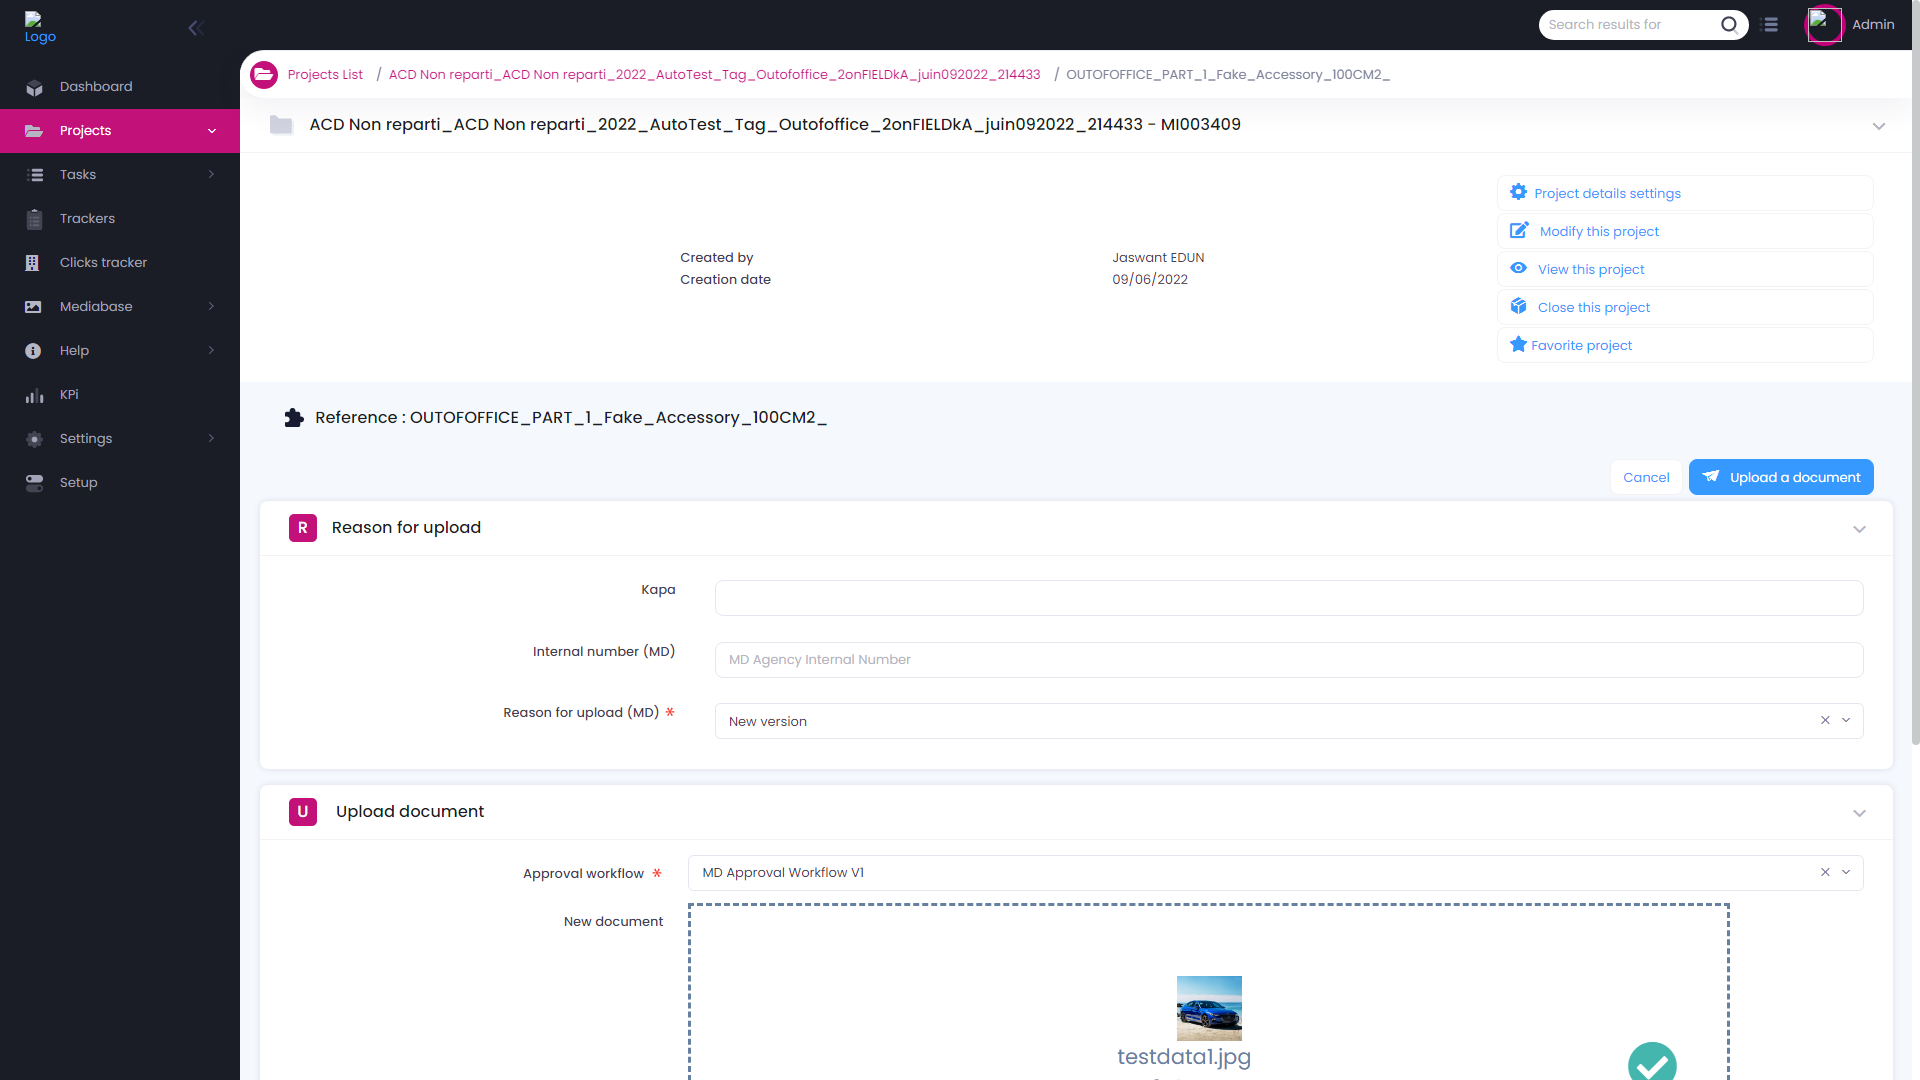 Logo
Search results for
Admin
Dashboard
Projects
Tasks
Trackers
Clicks tracker
Mediabase
Help
KPi
Settings
Setup
Projects List / ACD Non reparti_ACD Non reparti_2022_AutoTest_Tag_Outofoffice_2onFIELDkA_juin092022_214433 / OUTOFOFFICE_PART_1_Fake_Accessory_100CM2_
ACD Non reparti_ACD Non reparti_2022_AutoTest_Tag_Outofoffice_2onFIELDkA_juin092022_214433 - MI003409
Created by Jaswant EDUN
Creation date 09/06/2022
Project details settings
Modify this project
View this project
Close this project
Favorite project
Reference : OUTOFOFFICE_PART_1_Fake_Accessory_100CM2_
Cancel
Upload a document
R Reason for upload
Kapa
Internal number (MD) MD Agency Internal Number
Reason for upload (MD) * New version
U Upload document
Approval workflow * MD Approval Workflow V1
New document
testdata1.jpg